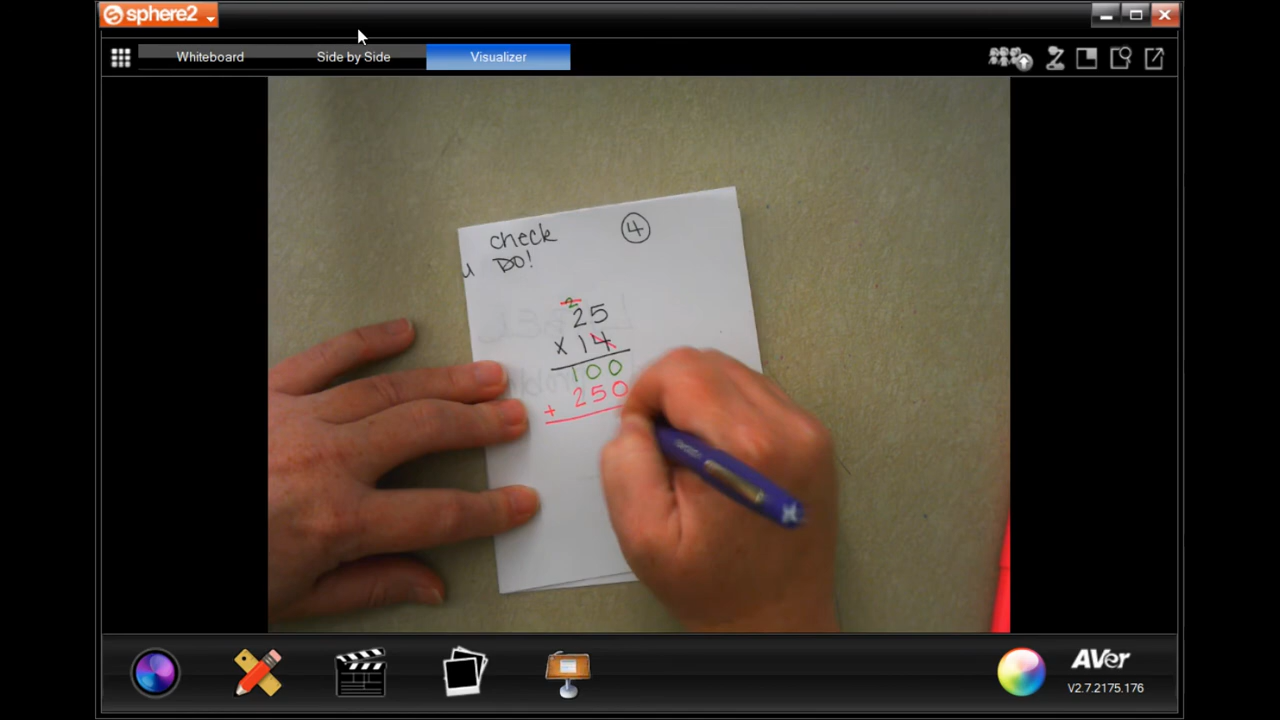 sphere2
Whiteboard Side by Side Visualizer
check 4
u DO!
2
25
x 14
100
+ 250
AVer
V2.7.2175.176